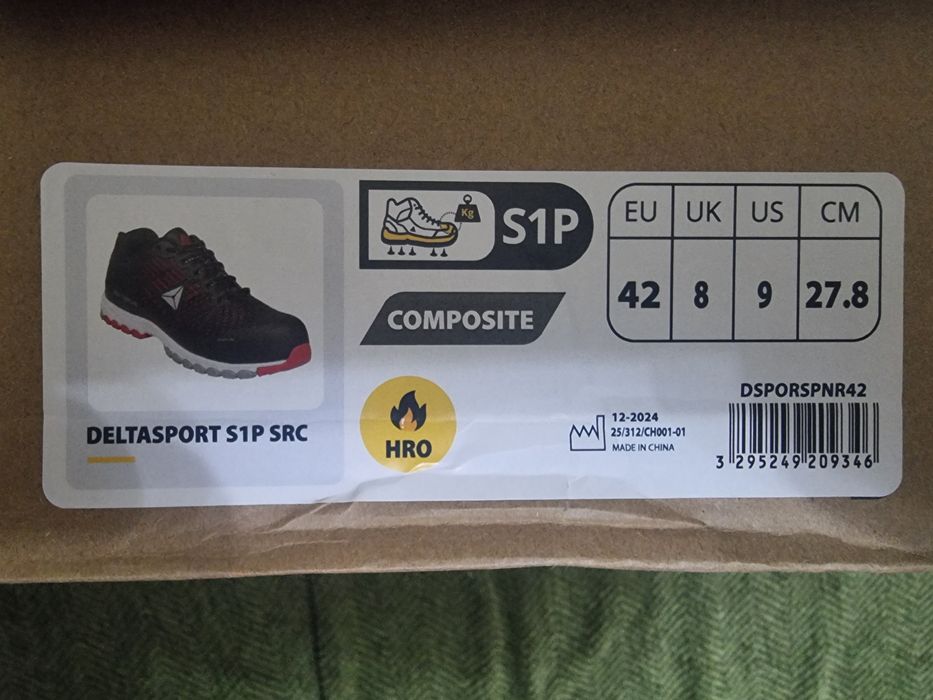 DELTASPORT S1P SRC
Kg
S1P
COMPOSITE
HRO
EU UK US CM
42 8 9 27.8
12-2024
25/312/CH001-01
MADE IN CHINA
DSPORSPNR42
3 295249 209346